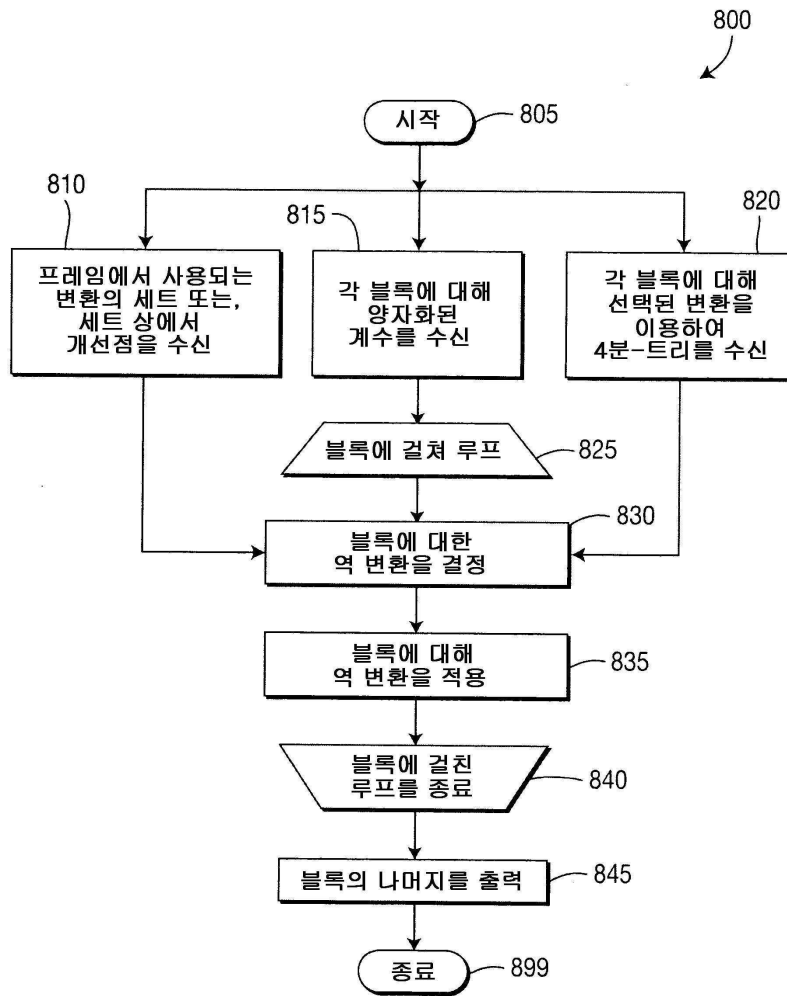 800
시작
805
810
815
820
프레임에서 사용되는
변환의 세트 또는,
세트 상에서
개선점을 수신
각 블록에 대해
양자화된
계수를 수신
각 블록에 대해
선택된 변환을
이용하여
4분-트리를 수신
블록에 걸쳐 루프
825
830
블록에 대한
역 변환을 결정
블록에 대해
역 변환을 적용
835
블록에 걸친
루프를 종료
840
블록의 나머지를 출력
845
종료
899